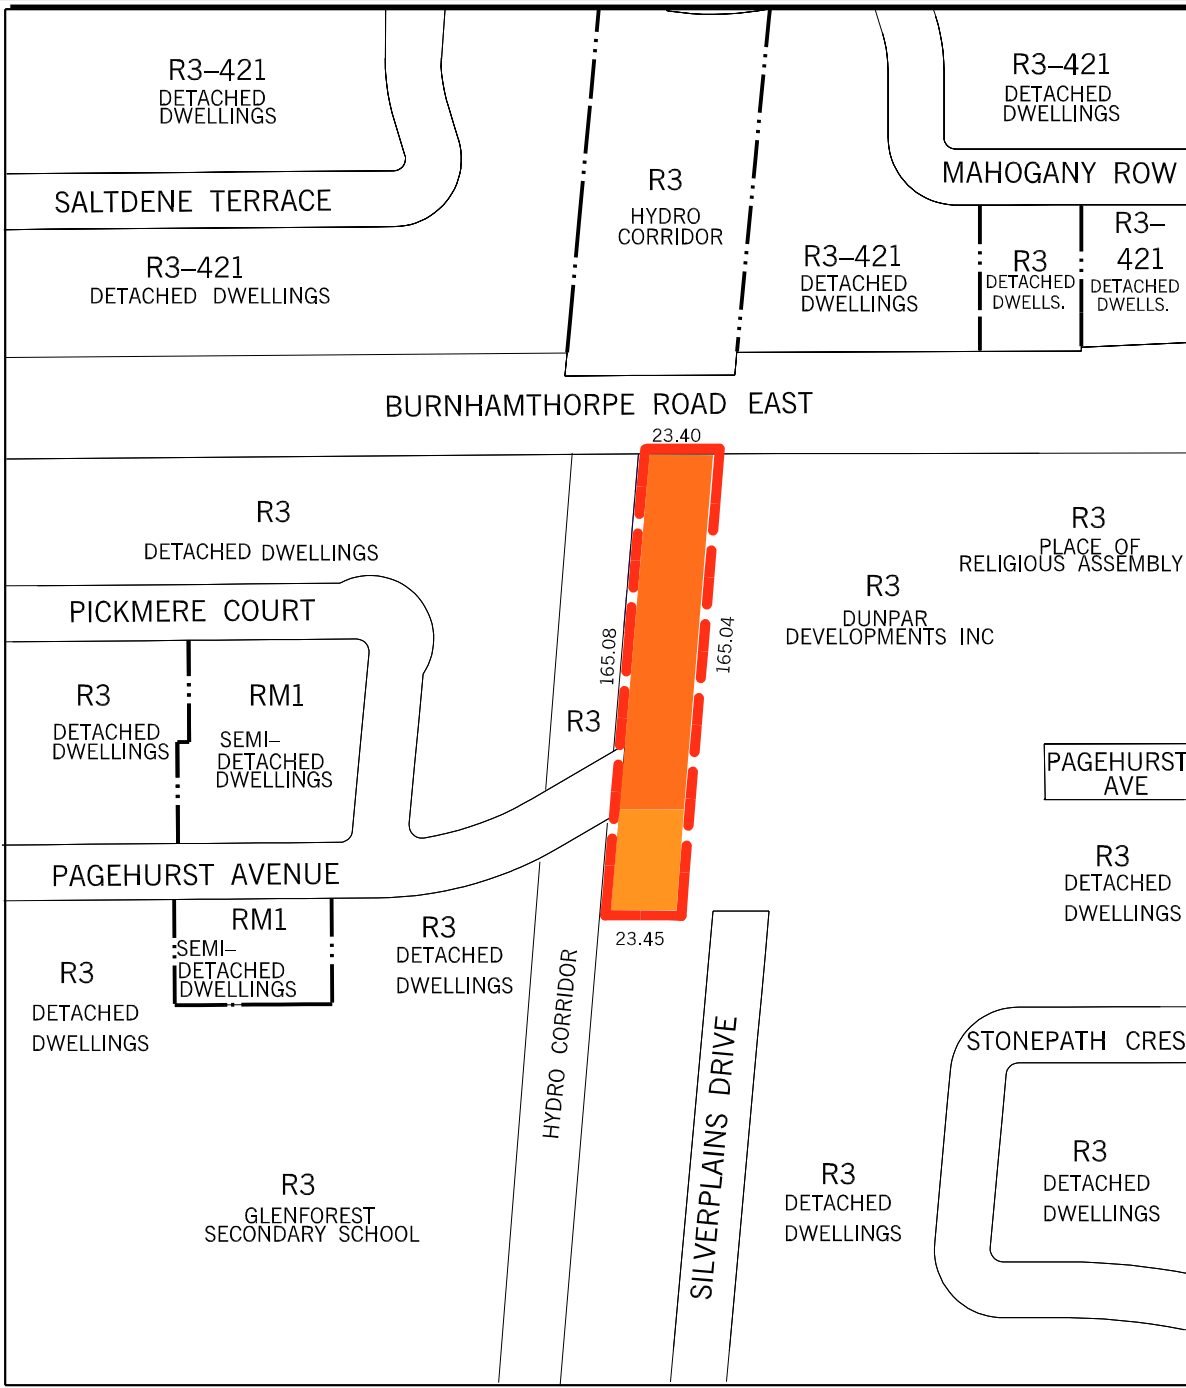 R3–421
DETACHED
DWELLINGS
R3–421
DETACHED
DWELLINGS
SALTDENE TERRACE
R3
HYDRO
CORRIDOR
MAHOGANY ROW
R3–421
DETACHED DWELLINGS
R3–421
DETACHED
DWELLINGS
R3
DETACHED
DWELLS.
R3–
421
DETACHED
DWELLS.
BURNHAMTHORPE ROAD EAST
23.40
R3
DETACHED DWELLINGS
R3
PLACE OF
RELIGIOUS ASSEMBLY
R3
DUNPAR
DEVELOPMENTS INC
PICKMERE COURT
165.08
165.04
R3
DETACHED
DWELLINGS
RM1
SEMI–
DETACHED
DWELLINGS
R3
PAGEHURST
AVE
PAGEHURST AVENUE
R3
DETACHED
DWELLINGS
RM1
SEMI–
DETACHED
DWELLINGS
R3
DETACHED
DWELLINGS
23.45
R3
DETACHED
DWELLINGS
HYDRO CORRIDOR
SILVERPLAINS DRIVE
STONEPATH CRES
R3
GLENFOREST
SECONDARY SCHOOL
R3
DETACHED
DWELLINGS
R3
DETACHED
DWELLINGS